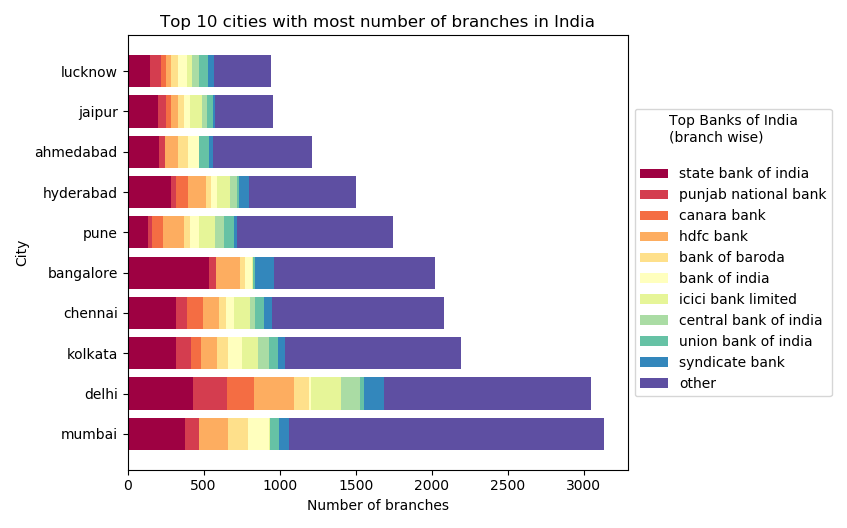 Top 10 cities with most number of branches in India
lucknow
jaipur
ahmedabad
hyderabad
pune
bangalore
chennai
kolkata
delhi
mumbai
City
0 500 1000 1500 2000 2500 3000
Number of branches
Top Banks of India
(branch wise)
state bank of india
punjab national bank
canara bank
hdfc bank
bank of baroda
bank of india
icici bank limited
central bank of india
union bank of india
syndicate bank
other